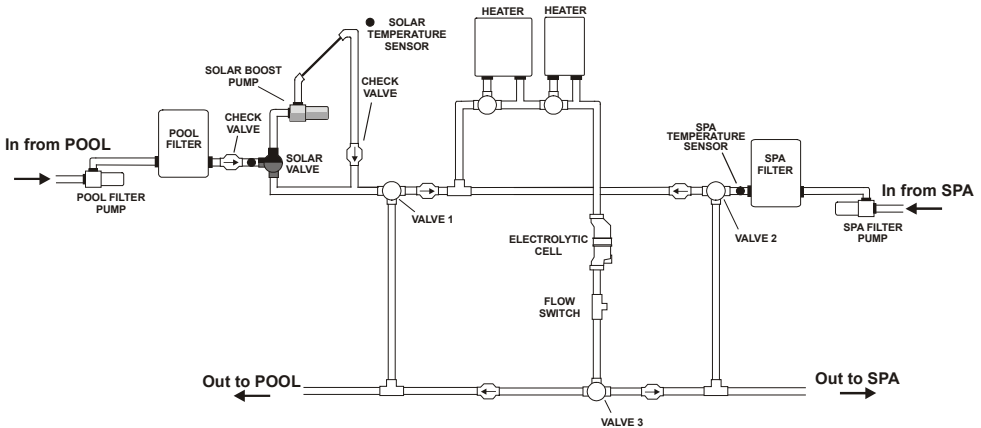 HEATER
HEATER
SOLAR
TEMPERATURE
SENSOR
SOLAR BOOST
PUMP
CHECK
VALVE
CHECK
VALVE
POOL
FILTER
In from POOL
SOLAR
VALVE
POOL FILTER
PUMP
SPA
TEMPERATURE
SENSOR
SPA
FILTER
In from SPA
VALVE 1
VALVE 2
SPA FILTER
PUMP
ELECTROLYTIC
CELL
FLOW
SWITCH
Out to POOL
Out to SPA
VALVE 3